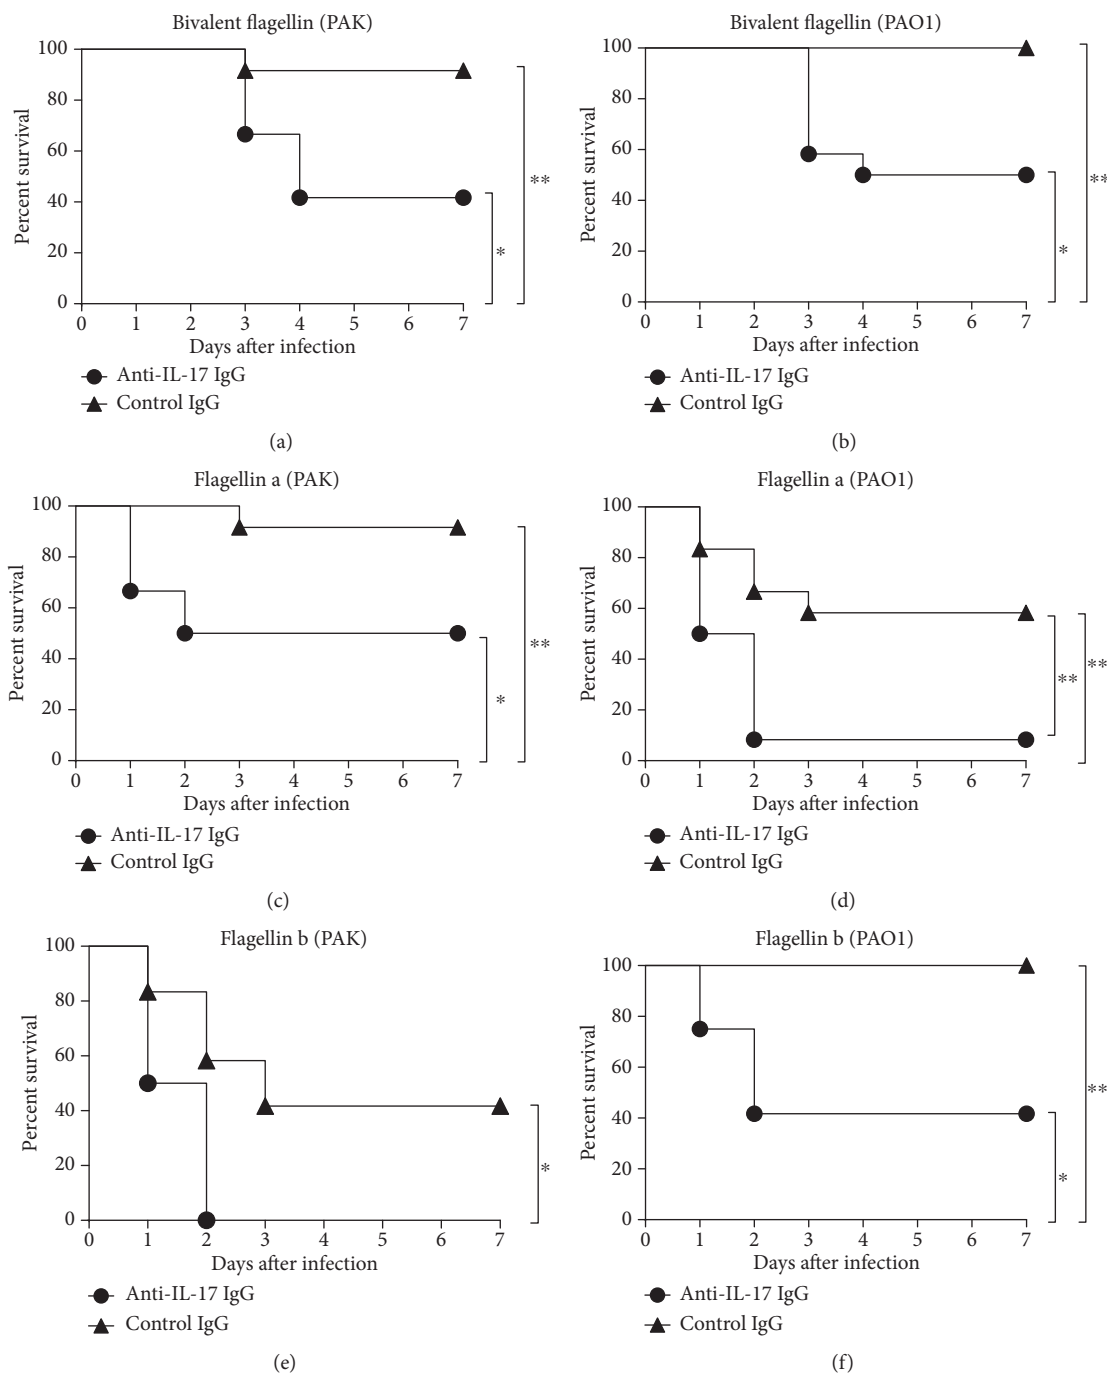 Bivalent flagellin (PAK)
100
80
60
40
20
0
Percent survival
0 1 2 3 4 5 6 7
Days after infection
*
**
Anti-IL-17 IgG
Control IgG
(a)
Bivalent flagellin (PAO1)
100
80
60
40
20
0
Percent survival
0 1 2 3 4 5 6 7
Days after infection
*
**
Anti-IL-17 IgG
Control IgG
(b)
Flagellin a (PAK)
100
80
60
40
20
0
Percent survival
0 1 2 3 4 5 6 7
Days after infection
*
**
Anti-IL-17 IgG
Control IgG
(c)
Flagellin a (PAO1)
100
80
60
40
20
0
Percent survival
0 1 2 3 4 5 6 7
Days after infection
**
**
Anti-IL-17 IgG
Control IgG
(d)
Flagellin b (PAK)
100
80
60
40
20
0
Percent survival
0 1 2 3 4 5 6 7
Days after infection
*
Anti-IL-17 IgG
Control IgG
(e)
Flagellin b (PAO1)
100
80
60
40
20
0
Percent survival
0 1 2 3 4 5 6 7
Days after infection
*
**
Anti-IL-17 IgG
Control IgG
(f)